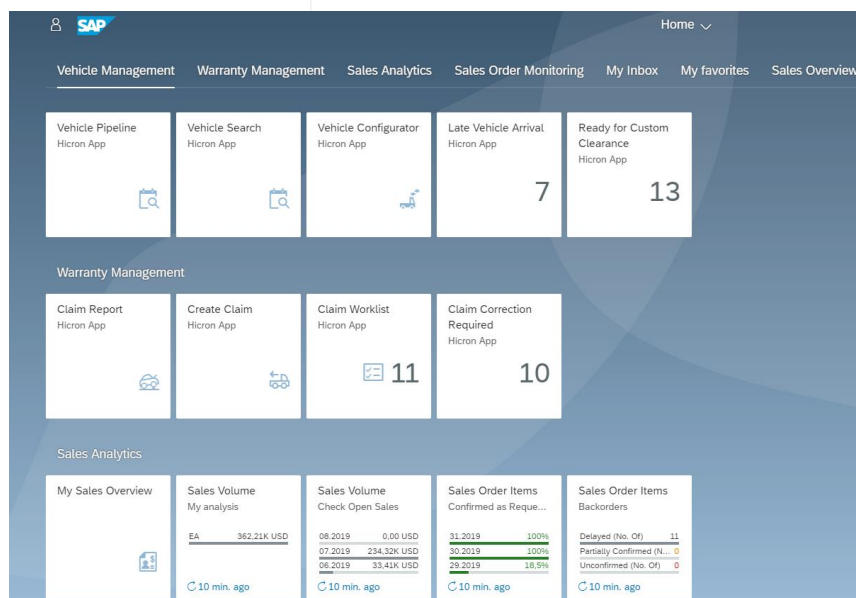 SAP
Home
Vehicle Management Warranty Management Sales Analytics Sales Order Monitoring My Inbox My favorites Sales Overview
Vehicle Pipeline
Hicron App
Vehicle Search
Hicron App
Vehicle Configurator
Hicron App
Late Vehicle Arrival
Hicron App
7
Ready for Custom
Clearance
Hicron App
13
Warranty Management
Claim Report
Hicron App
Create Claim
Hicron App
Claim Worklist
Hicron App
11
Claim Correction
Required
Hicron App
10
Sales Analytics
My Sales Overview
Sales Volume
My analysis
EA 362,21K USD
10 min. ago
Sales Volume
Check Open Sales
08.2019 0,00 USD
07.2019 234,32K USD
06.2019 33,41K USD
10 min. ago
Sales Order Items
Confirmed as Reque...
31.2019 100%
30.2019 100%
29.2019 18,5%
10 min. ago
Sales Order Items
Backorders
Delayed (No. Of) 11
Partially Confirmed (N... 0
Unconfirmed (No. Of) 0
10 min. ago